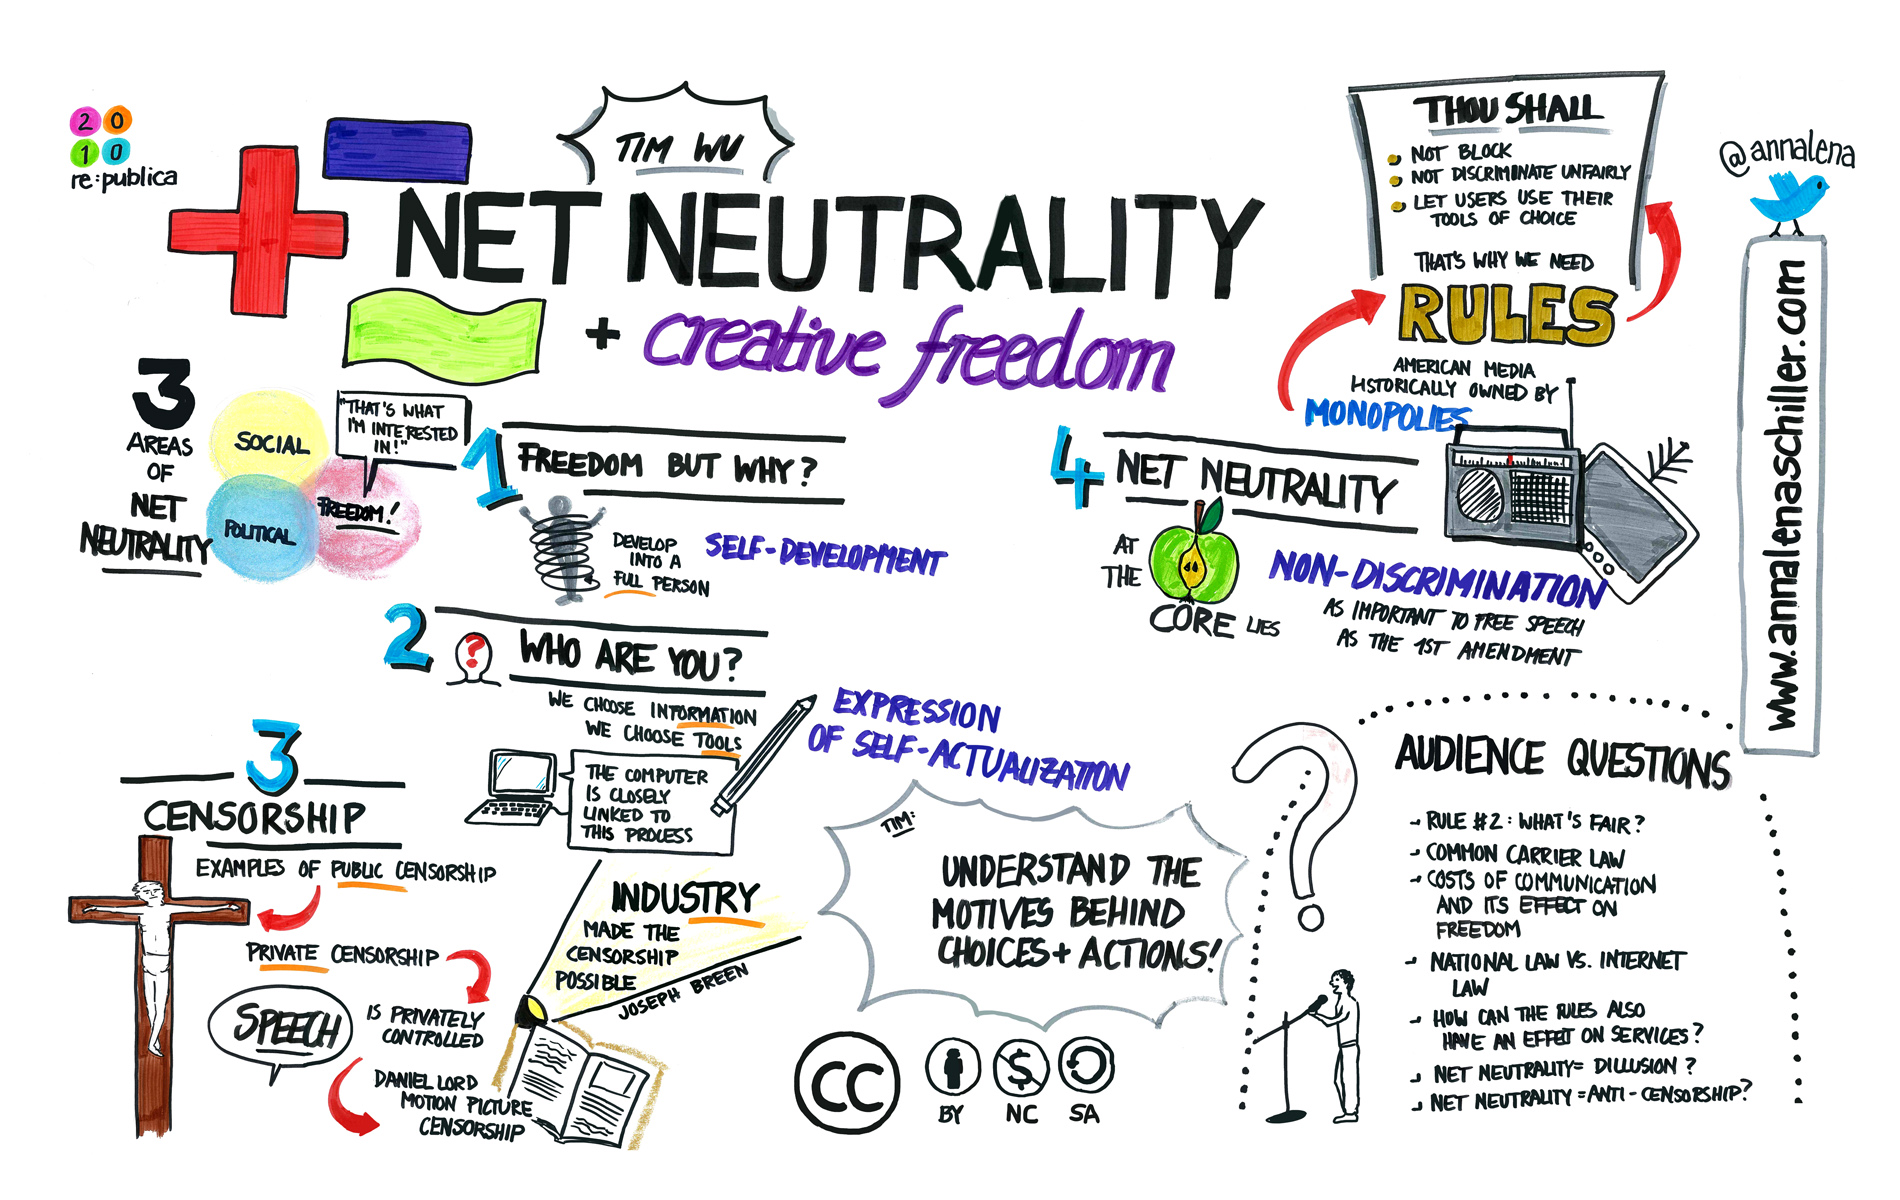 2 0
1 0
re:publica
TIM WU
NET NEUTRALITY
+ creative freedom
3
AREAS
OF
NET
NEUTRALITY
SOCIAL
POLITICAL
FREEDOM!
"THAT'S WHAT
I'M INTERESTED
IN!"
1
FREEDOM BUT WHY?
DEVELOP
INTO A
FULL PERSON
SELF-DEVELOPMENT
2
?
WHO ARE YOU?
WE CHOOSE INFORMATION
WE CHOOSE TOOLS
THE COMPUTER
IS CLOSELY
LINKED TO
THIS PROCESS
EXPRESSION
OF SELF-ACTUALIZATION
3
CENSORSHIP
EXAMPLES OF PUBLIC CENSORSHIP
PRIVATE CENSORSHIP
SPEECH
IS PRIVATELY
CONTROLLED
DANIEL LORD
MOTION PICTURE
CENSORSHIP
INDUSTRY
MADE THE
CENSORSHIP
POSSIBLE
JOSEPH BREEN
TIM:
UNDERSTAND THE
MOTIVES BEHIND
CHOICES + ACTIONS!
CC
BY NC SA
4
NET NEUTRALITY
AT
THE
CORE LIES
NON-DISCRIMINATION
AS IMPORTANT TO FREE SPEECH
AS THE 1ST AMENDMENT
THOU SHALL
NOT BLOCK
NOT DISCRIMINATE UNFAIRLY
LET USERS USE THEIR
TOOLS OF CHOICE
THAT'S WHY WE NEED
RULES
AMERICAN MEDIA
HISTORICALLY OWNED BY
MONOPOLIES
@annalena
www.annalenaschiller.com
AUDIENCE QUESTIONS
- RULE #2: WHAT'S FAIR?
- COMMON CARRIER LAW
- COSTS OF COMMUNICATION
AND ITS EFFECT ON
FREEDOM
- NATIONAL LAW VS. INTERNET
LAW
- HOW CAN THE RULES ALSO
HAVE AN EFFECT ON SERVICES?
- NET NEUTRALITY = DILLUSION?
- NET NEUTRALITY = ANTI-CENSORSHIP?